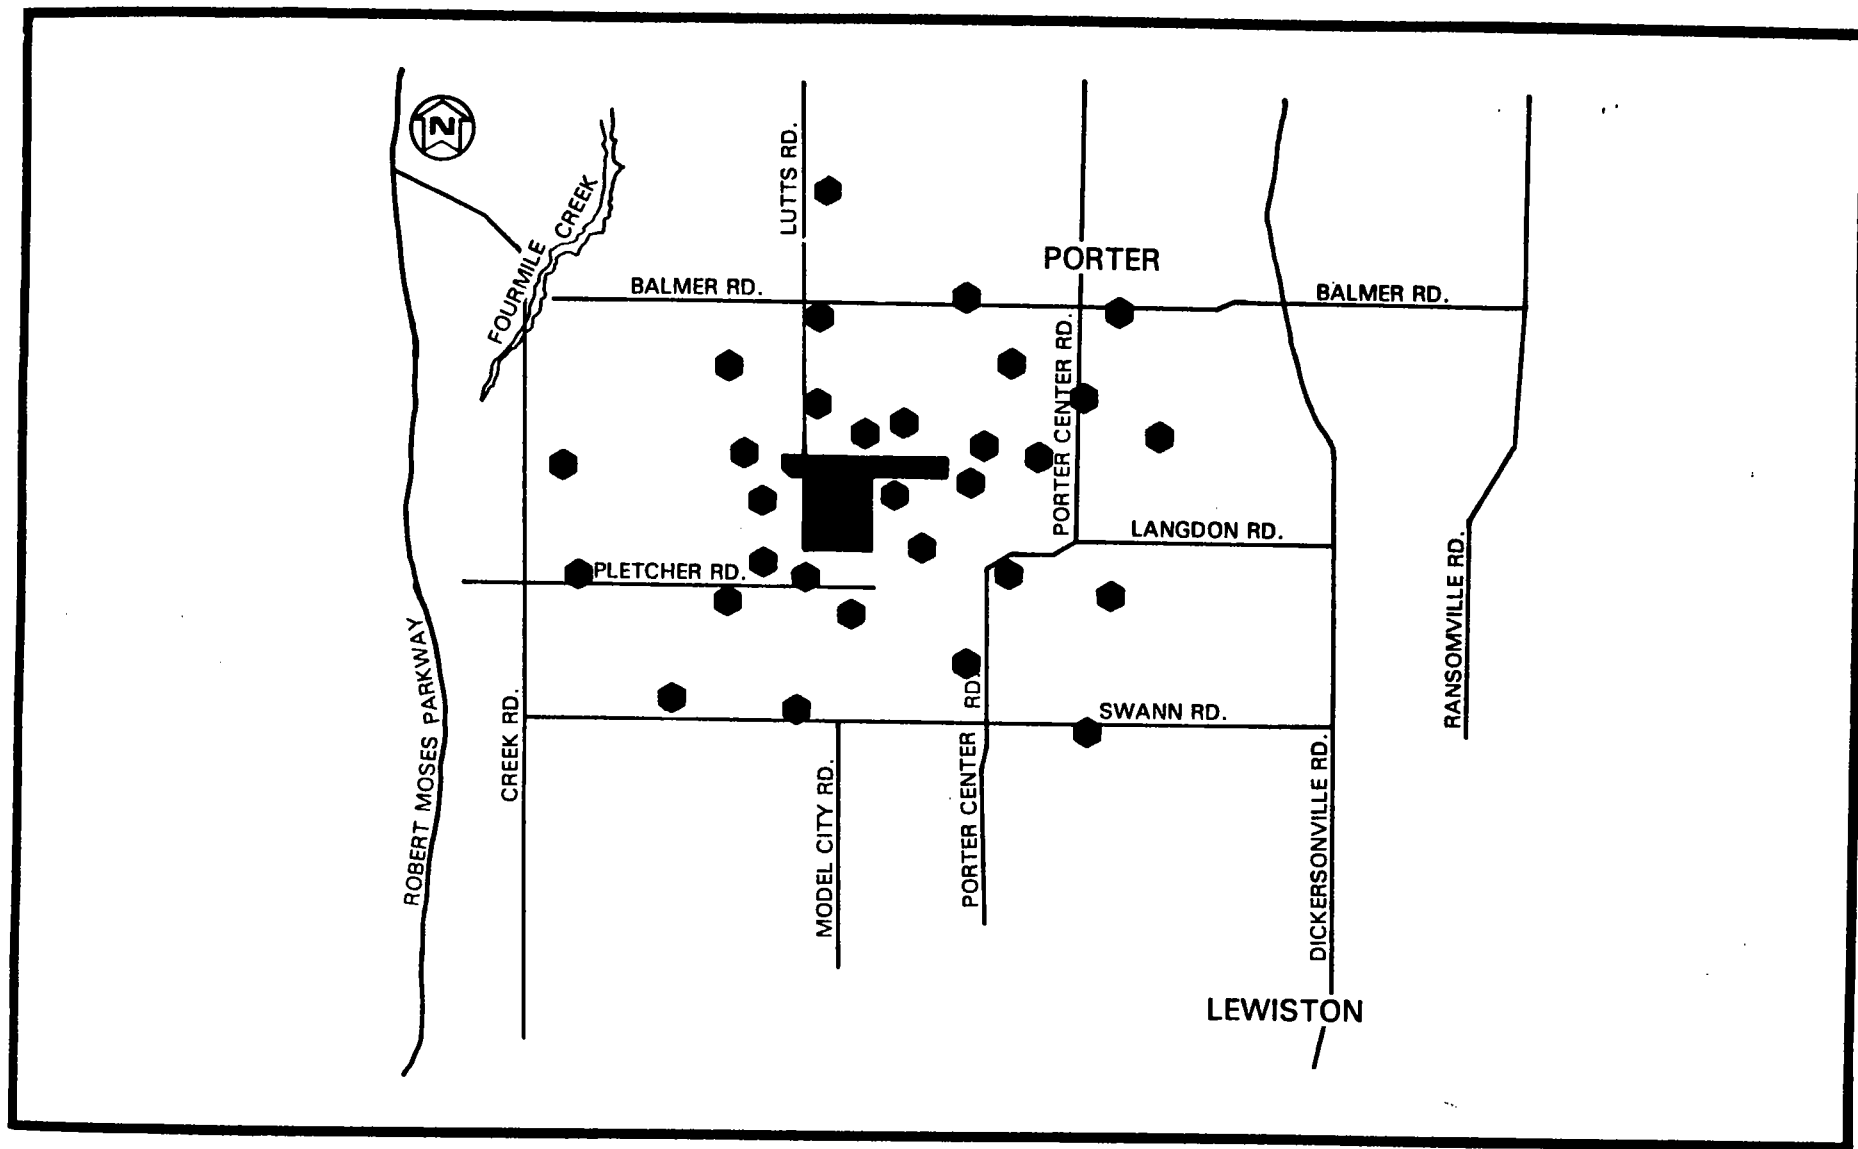 N
LUTTS RD.
FOURMILE CREEK
PORTER
BALMER RD.
BALMER RD.
PORTER CENTER RD.
LANGDON RD.
PLETCHER RD.
RANSOMVILLE RD.
ROBERT MOSES PARKWAY
CREEK RD.
SWANN RD.
MODEL CITY RD.
PORTER CENTER RD.
DICKERSONVILLE RD.
LEWISTON